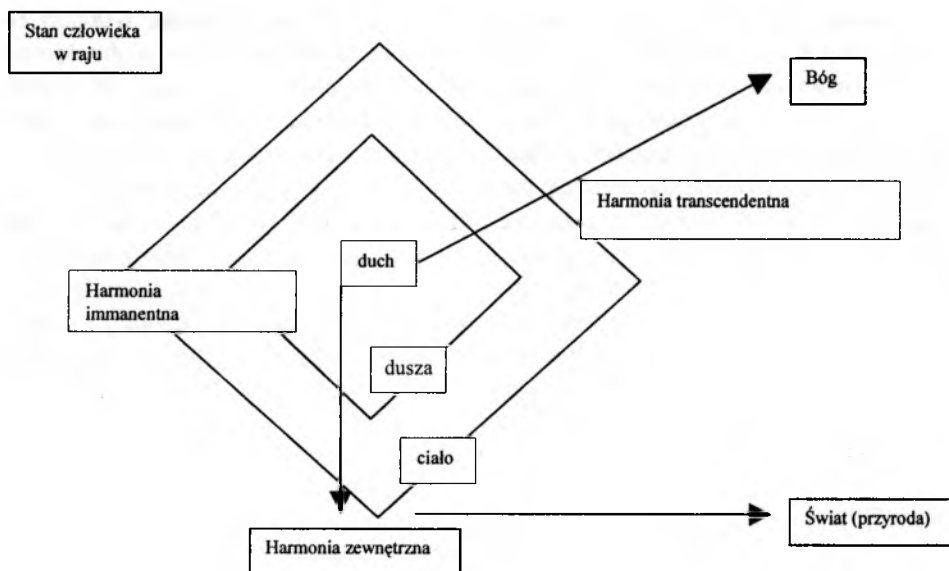 Stan człowieka
w raju
Bóg
Harmonia transcendentna
duch
Harmonia
immanentna
dusza
ciało
Świat (przyroda)
Harmonia zewnętrzna